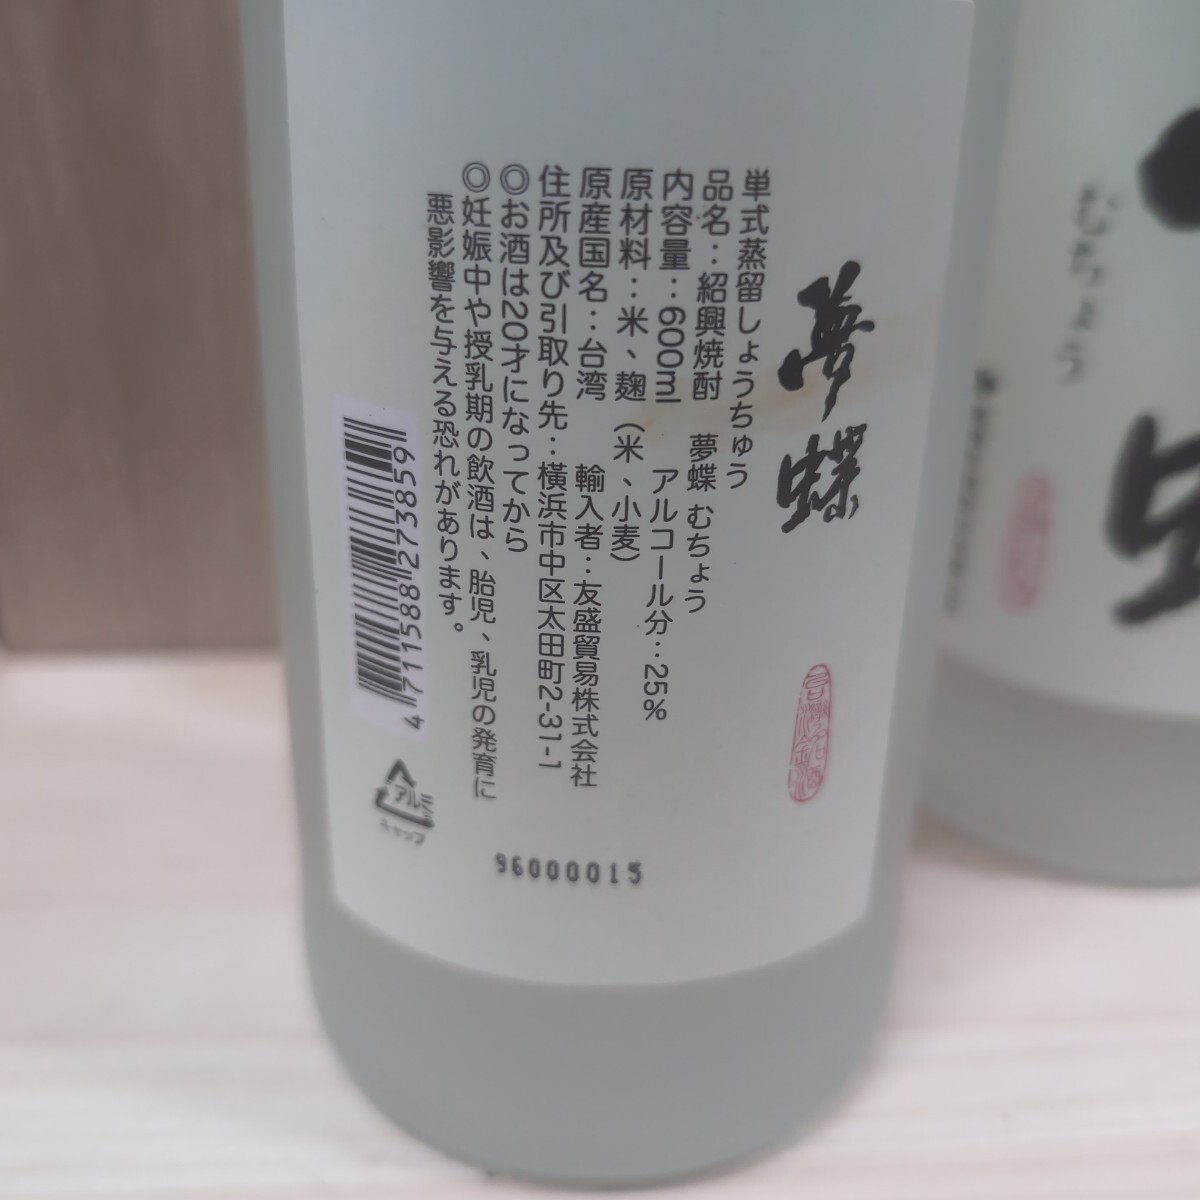 夢蝶
単式蒸留しょうちゅう
品名：紹興焼酎　夢蝶 むちょう
内容量：600ml　アルコール分：25%
原材料：米、麹（米、小麦）
原産国名：台湾　輸入者：友盛貿易株式会社
住所及び引取り先：横浜市中区太田町2-31-1
◎お酒は20才になってから
◎妊娠中や授乳期の飲酒は、胎児、乳児の発育に
悪影響を与える恐れがあります。
4 711588 273859
アルミ
キャップ
96000015
むちょう